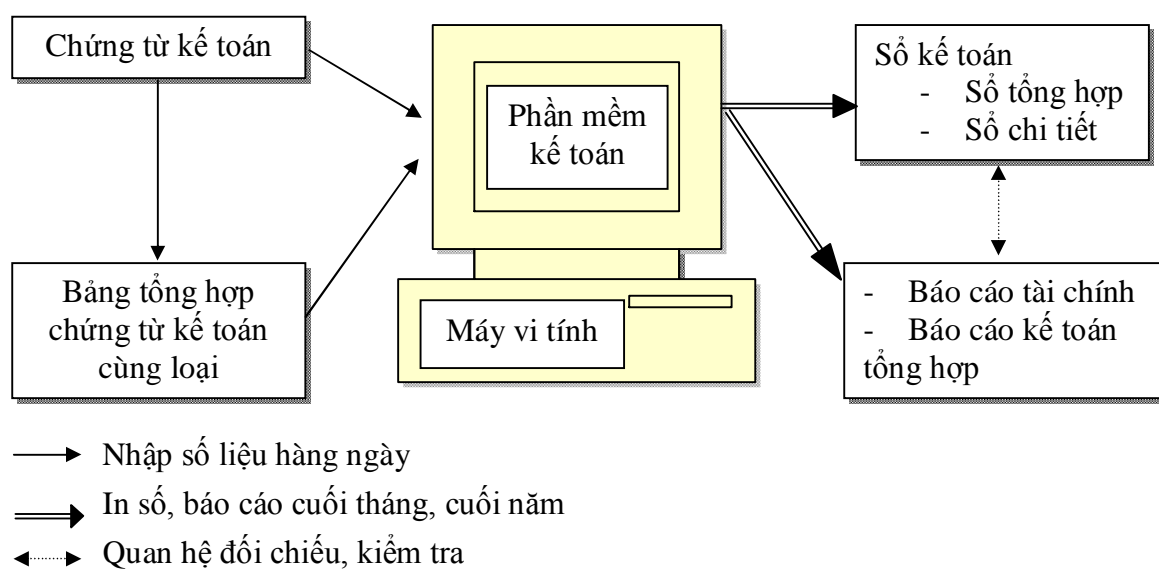 Chứng từ kế toán
Bảng tổng hợp
chứng từ kế toán
cùng loại
Phần mềm
kế toán
Máy vi tính
Sổ kế toán
- Sổ tổng hợp
- Sổ chi tiết
- Báo cáo tài chính
- Báo cáo kế toán
tổng hợp
Nhập số liệu hàng ngày
In sổ, báo cáo cuối tháng, cuối năm
Quan hệ đối chiếu, kiểm tra